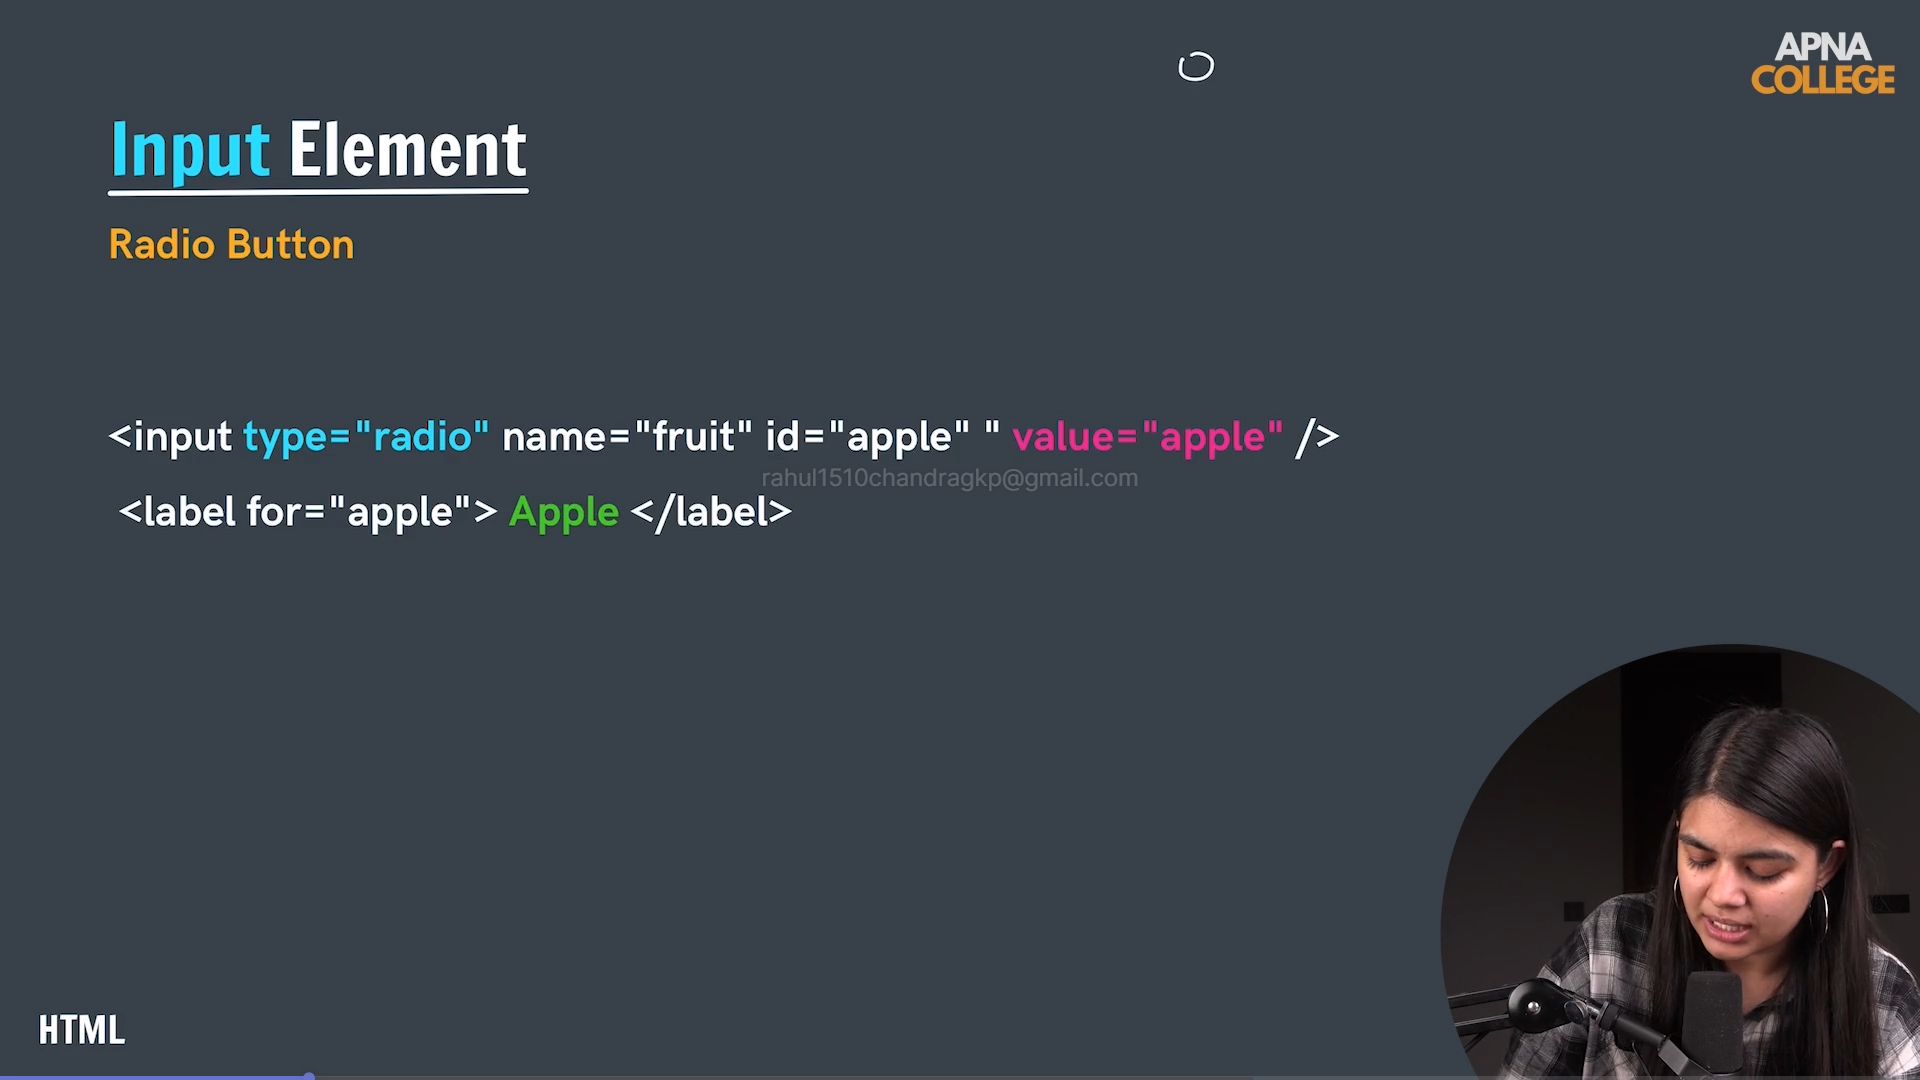 APNA
COLLEGE
Input Element
Radio Button
<input type="radio" name="fruit" id="apple" " value="apple" />
rahul1510chandragkp@gmail.com
<label for="apple"> Apple </label>
HTML